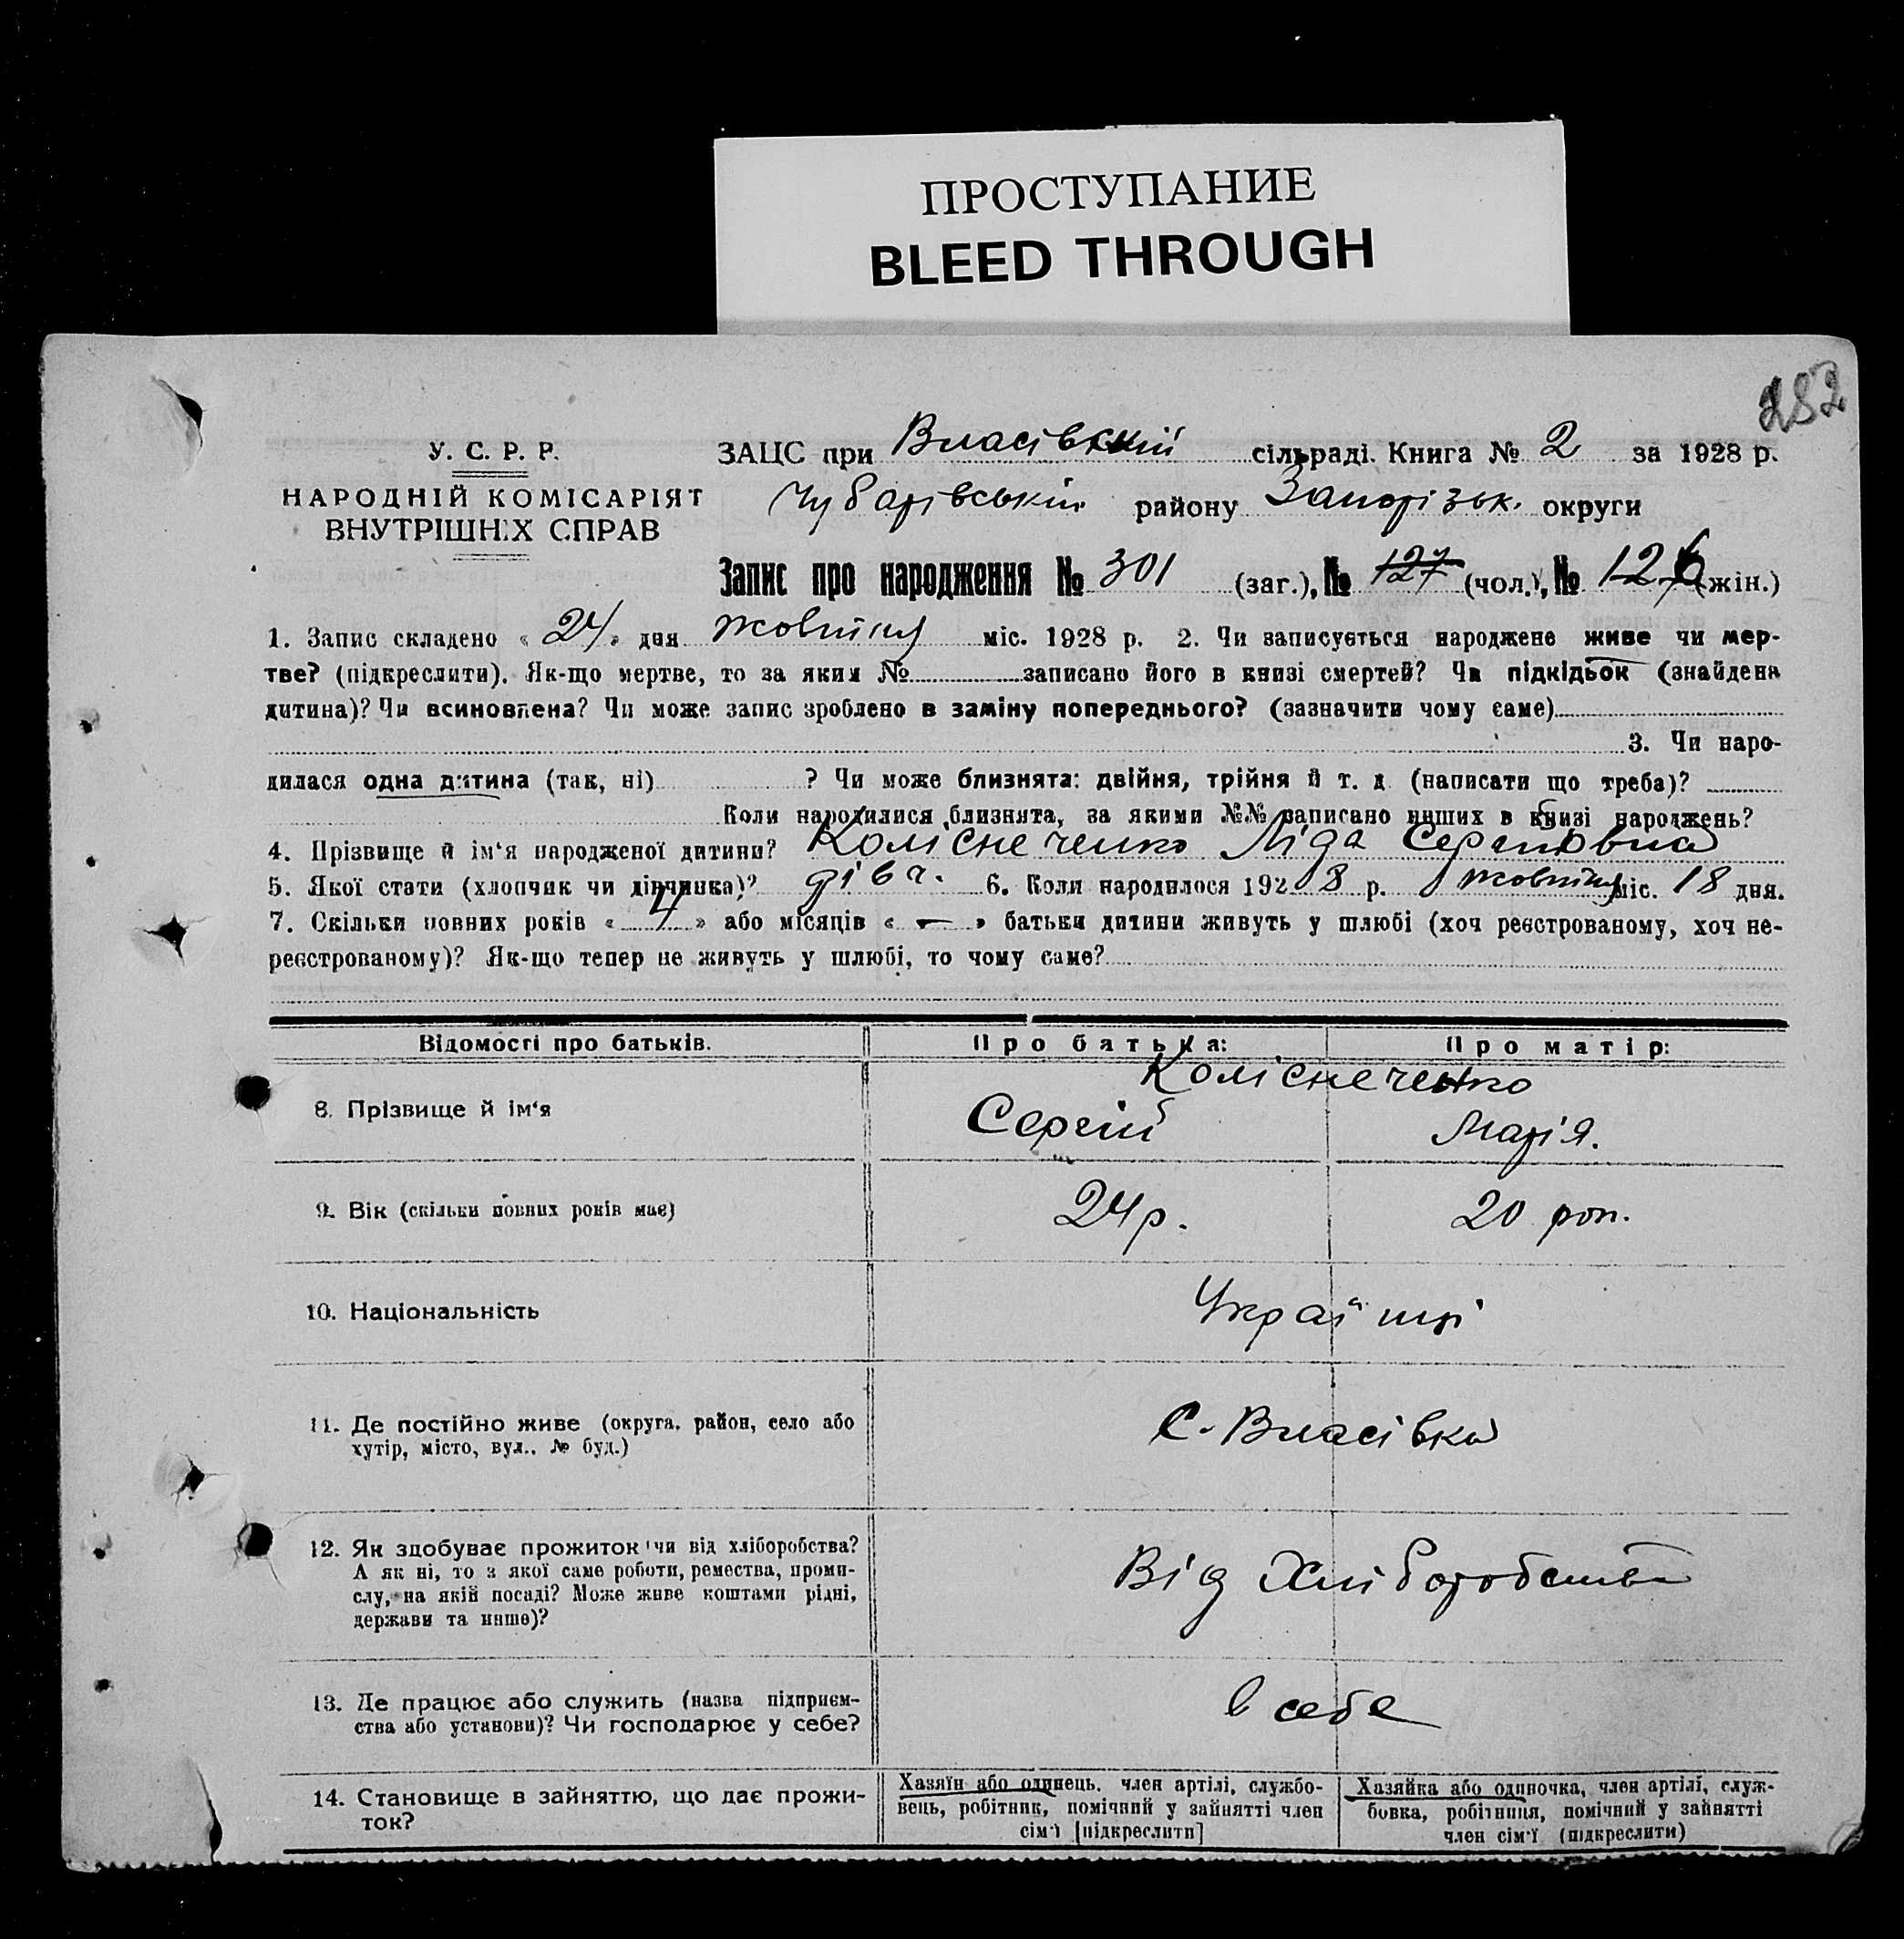 ПРОСТУПАНИЕ
BLEED THROUGH
252
У. С. Р. Р.
НАРОДНІЙ КОМІСАРІЯТ
ВНУТРІШНІХ СПРАВ
ЗАЦС при Власівській сільраді. Книга № 2 за 1928 р.
Чубарівській району Запорізьк. округи
Запис про народження № 301 (заг.), № 127 (чол.), № 126 (жін.)
1. Запис складено « 24 » дня жовтня міс. 1928 р. 2. Чи записується народжене живе чи мер-
тве? (підкреслити). Як-що мертве, то за яким № записано його в книзі смертей? Чи підкідьок (знайдена
дитина)? Чи всиновлена? Чи може запис зроблено в заміну попереднього? (зазначити чому саме)
3. Чи наро-
дилася одна дитина (так, ні) ? Чи може близнята: двійня, трійня й т. д. (написати що треба)?
Коли народилися близнята, за якими №№ записано инших в книзі народжень?
4. Прізвище й ім'я народженої дитини? Колісниченко Ліда Сергіївна
5. Якої стати (хлопчик чи дівчинка)? дівч. 6. Коли народилося 1928 р. жовтня міс. 18 дня.
7. Скільки повних років « 4 » або місяців « — » батьки дитини живуть у шлюбі (хоч реєстрованому, хоч не-
реєстрованому)? Як-що тепер не живуть у шлюбі, то чому саме?
Відомості про батьків. Про батька: Про матір:
Колісниченко
8. Прізвище й ім'я Сергій Марія.
9. Вік (скільки повних років має) 24 р. 20 рок.
10. Національність Українці
11. Де постійно живе (округа, район, село або
хутір, місто, вул., № буд.) С. Власівка
12. Як здобуває прожиток чи від хліборобства?
А як ні, то з якої саме роботи, ремества, проми-
слу, на якій посаді? Може живе коштами рідні,
держави та инше)? Від хліборобства
13. Де працює або служить (назва підприєм-
ства або установи)? Чи господарює у себе? в себе
14. Становище в зайняттю, що дає прожи-
ток?
Хазяїн або одинець, член артілі, службо-
вець, робітник, помічний у зайнятті член
сім'ї [підкреслити]
Хазяйка або одиночка, член артілі, служ-
бовка, робітниця, помічний у зайнятті
член сім'ї (підкреслити)